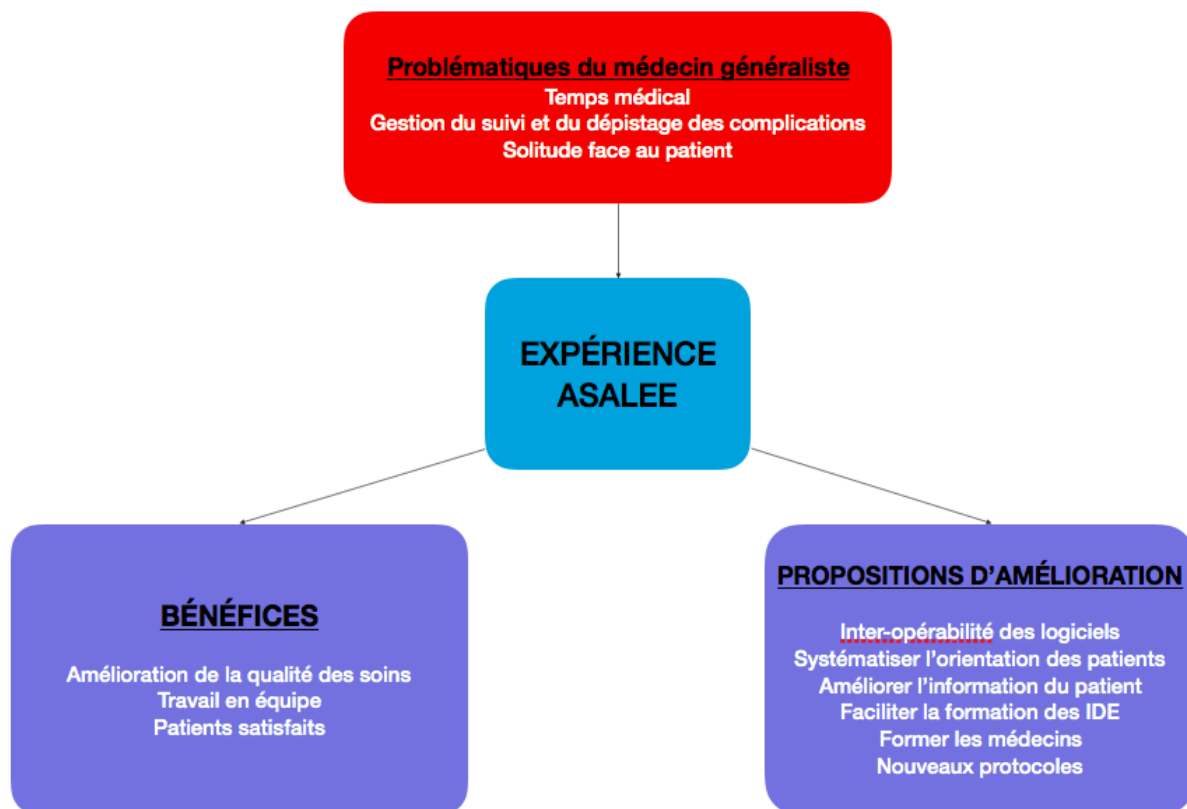 Problématiques du médecin généraliste
Temps médical
Gestion du suivi et du dépistage des complications
Solitude face au patient
EXPÉRIENCE
ASALEE
BÉNÉFICES
Amélioration de la qualité des soins
Travail en équipe
Patients satisfaits
PROPOSITIONS D'AMÉLIORATION
Inter-opérabilité des logiciels
Systématiser l'orientation des patients
Améliorer l'information du patient
Faciliter la formation des IDE
Former les médecins
Nouveaux protocoles